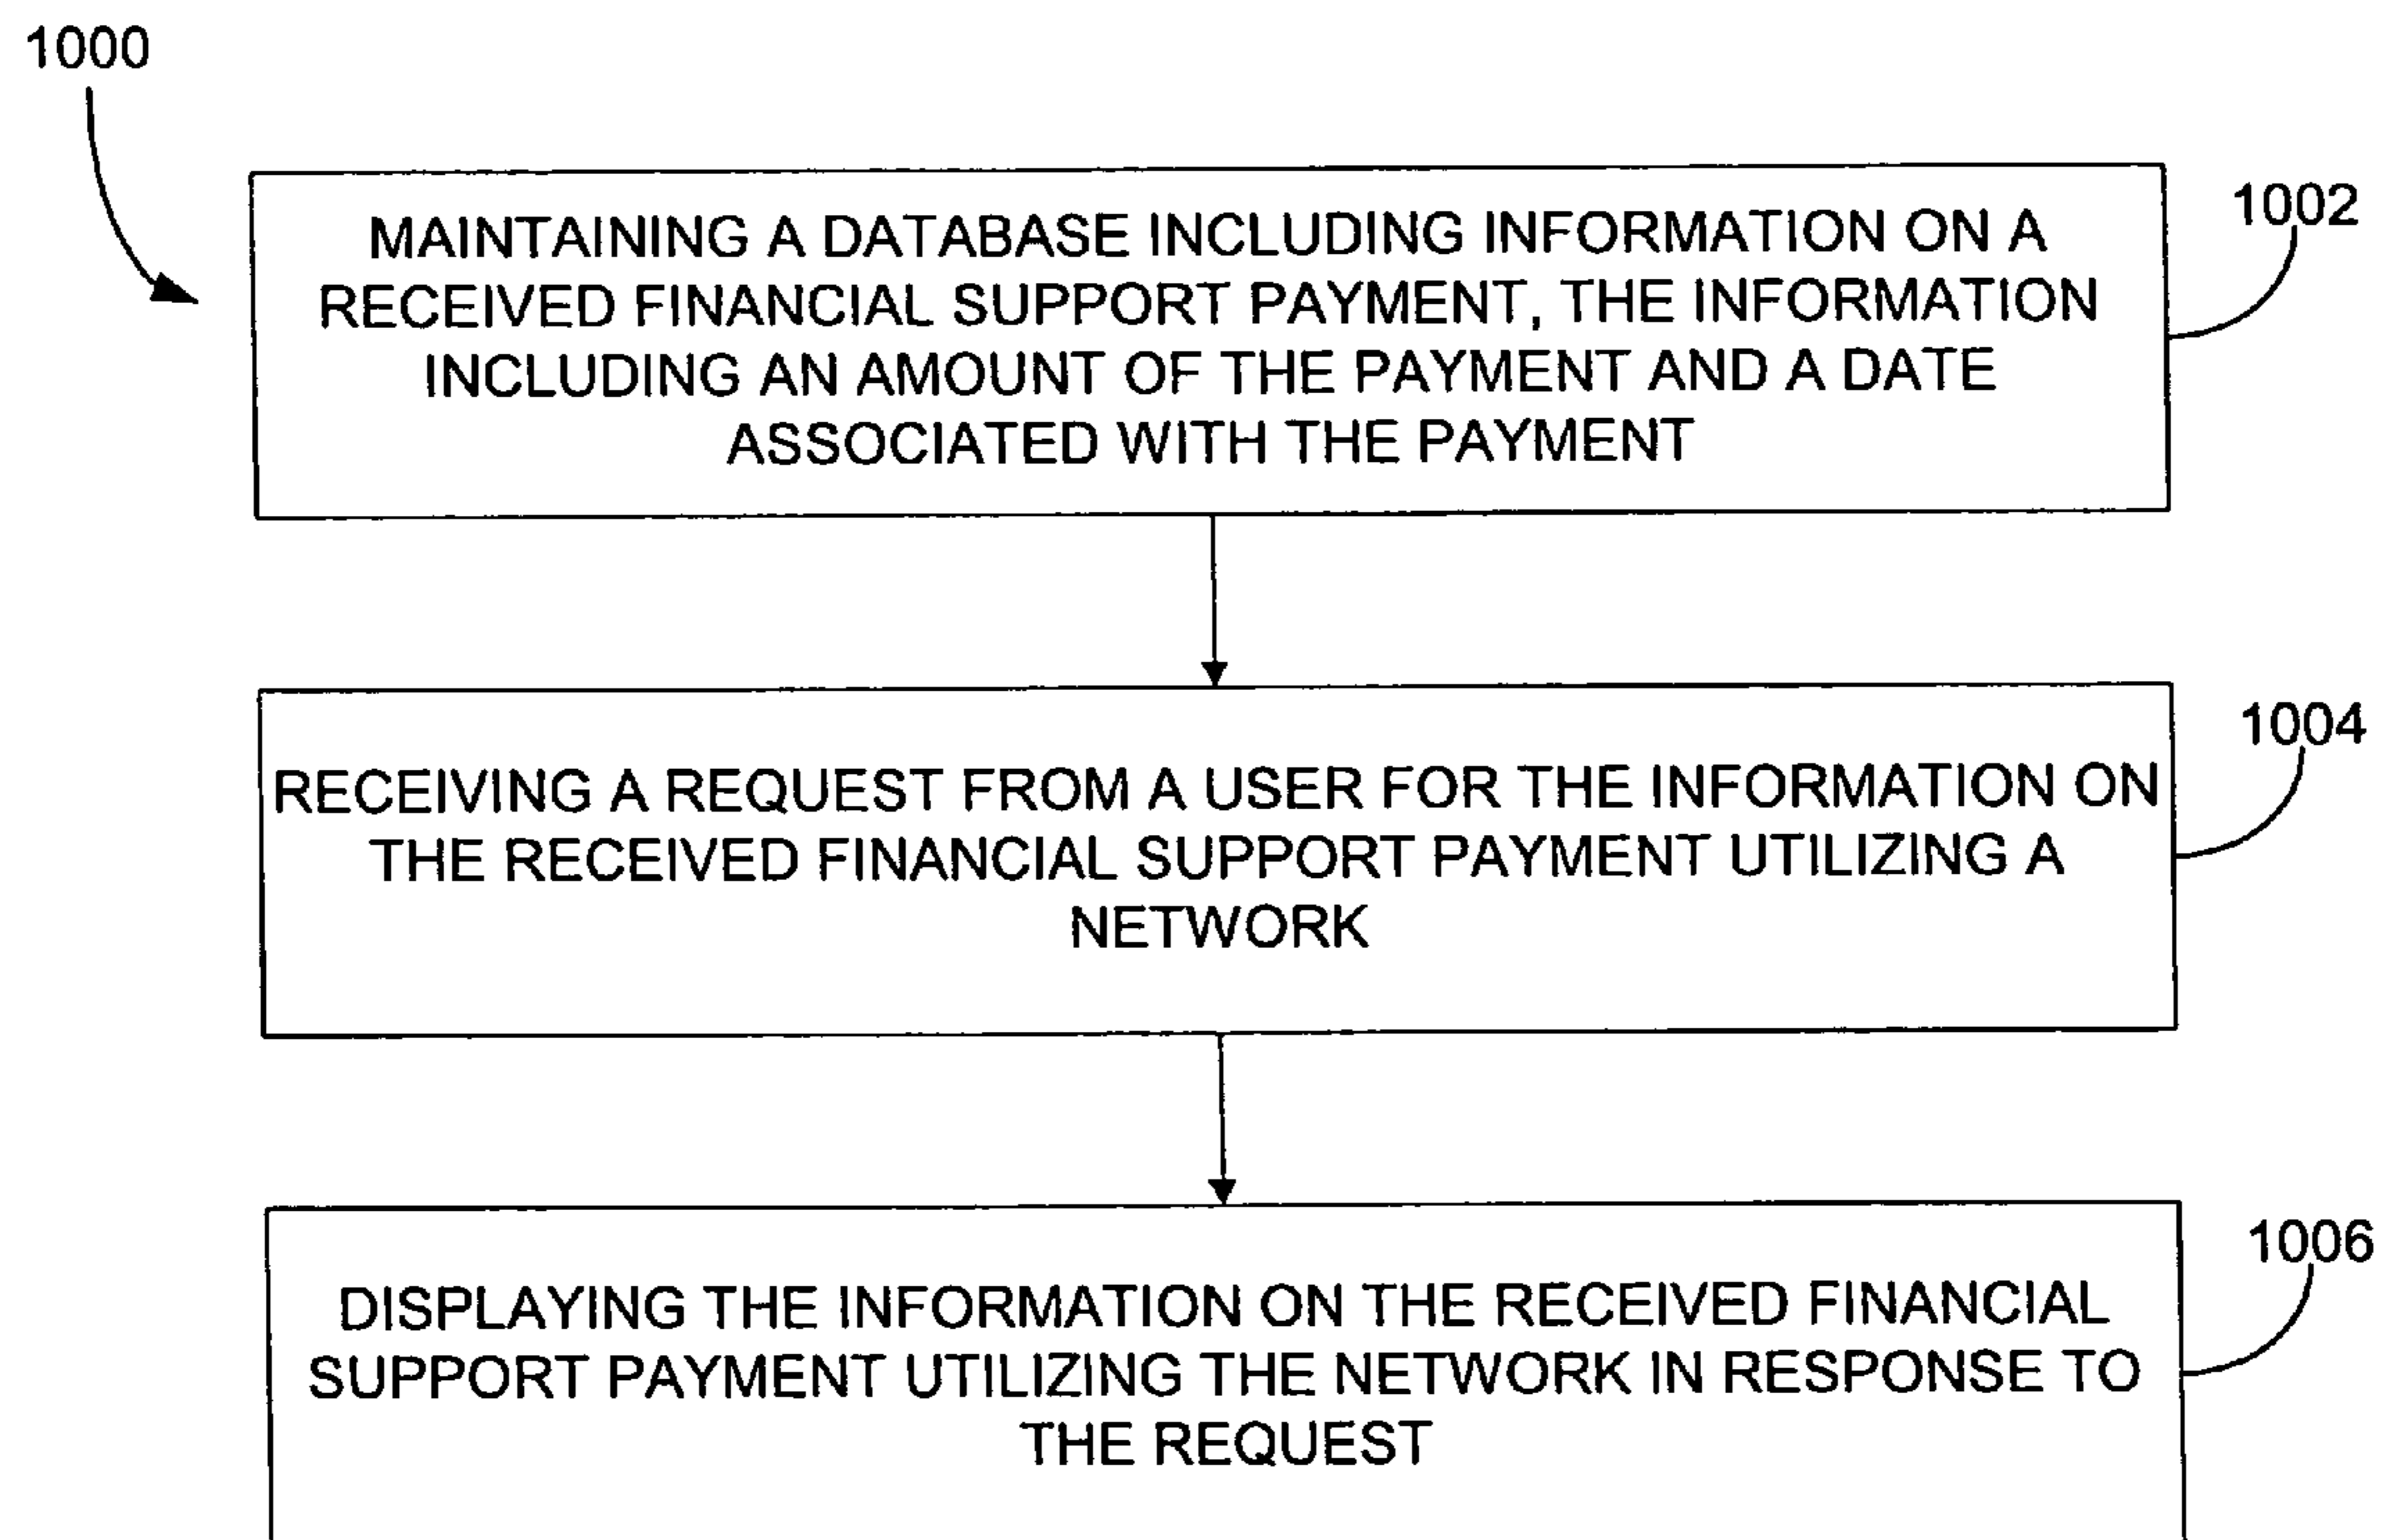 1000
1002
MAINTAINING A DATABASE INCLUDING INFORMATION ON A
RECEIVED FINANCIAL SUPPORT PAYMENT, THE INFORMATION
INCLUDING AN AMOUNT OF THE PAYMENT AND A DATE
ASSOCIATED WITH THE PAYMENT
1004
RECEIVING A REQUEST FROM A USER FOR THE INFORMATION ON
THE RECEIVED FINANCIAL SUPPORT PAYMENT UTILIZING A
NETWORK
1006
DISPLAYING THE INFORMATION ON THE RECEIVED FINANCIAL
SUPPORT PAYMENT UTILIZING THE NETWORK IN RESPONSE TO
THE REQUEST